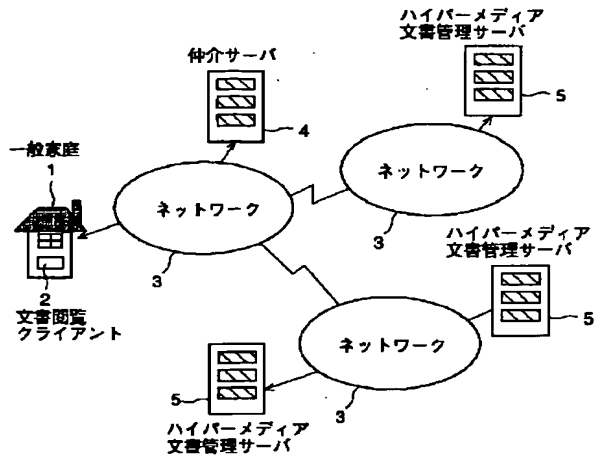 ハイパーメディア
文書管理サーバ
5
仲介サーバ
4
一般家庭
1
ネットワーク
3
ネットワーク
3
2
文書閲覧
クライアント
ハイパーメディア
文書管理サーバ
5
ネットワーク
3
5
ハイパーメディア
文書管理サーバ